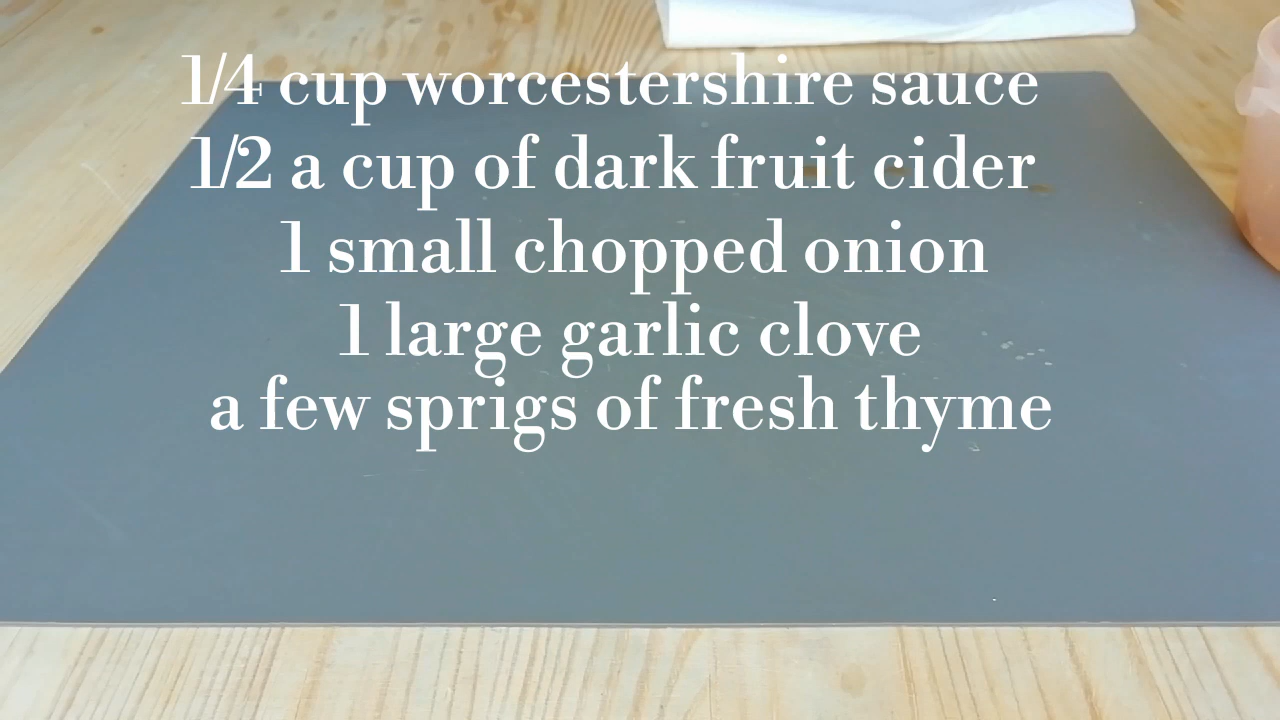 1/4 cup worcestershire sauce
1/2 a cup of dark fruit cider
1 small chopped onion
1 large garlic clove
a few sprigs of fresh thyme